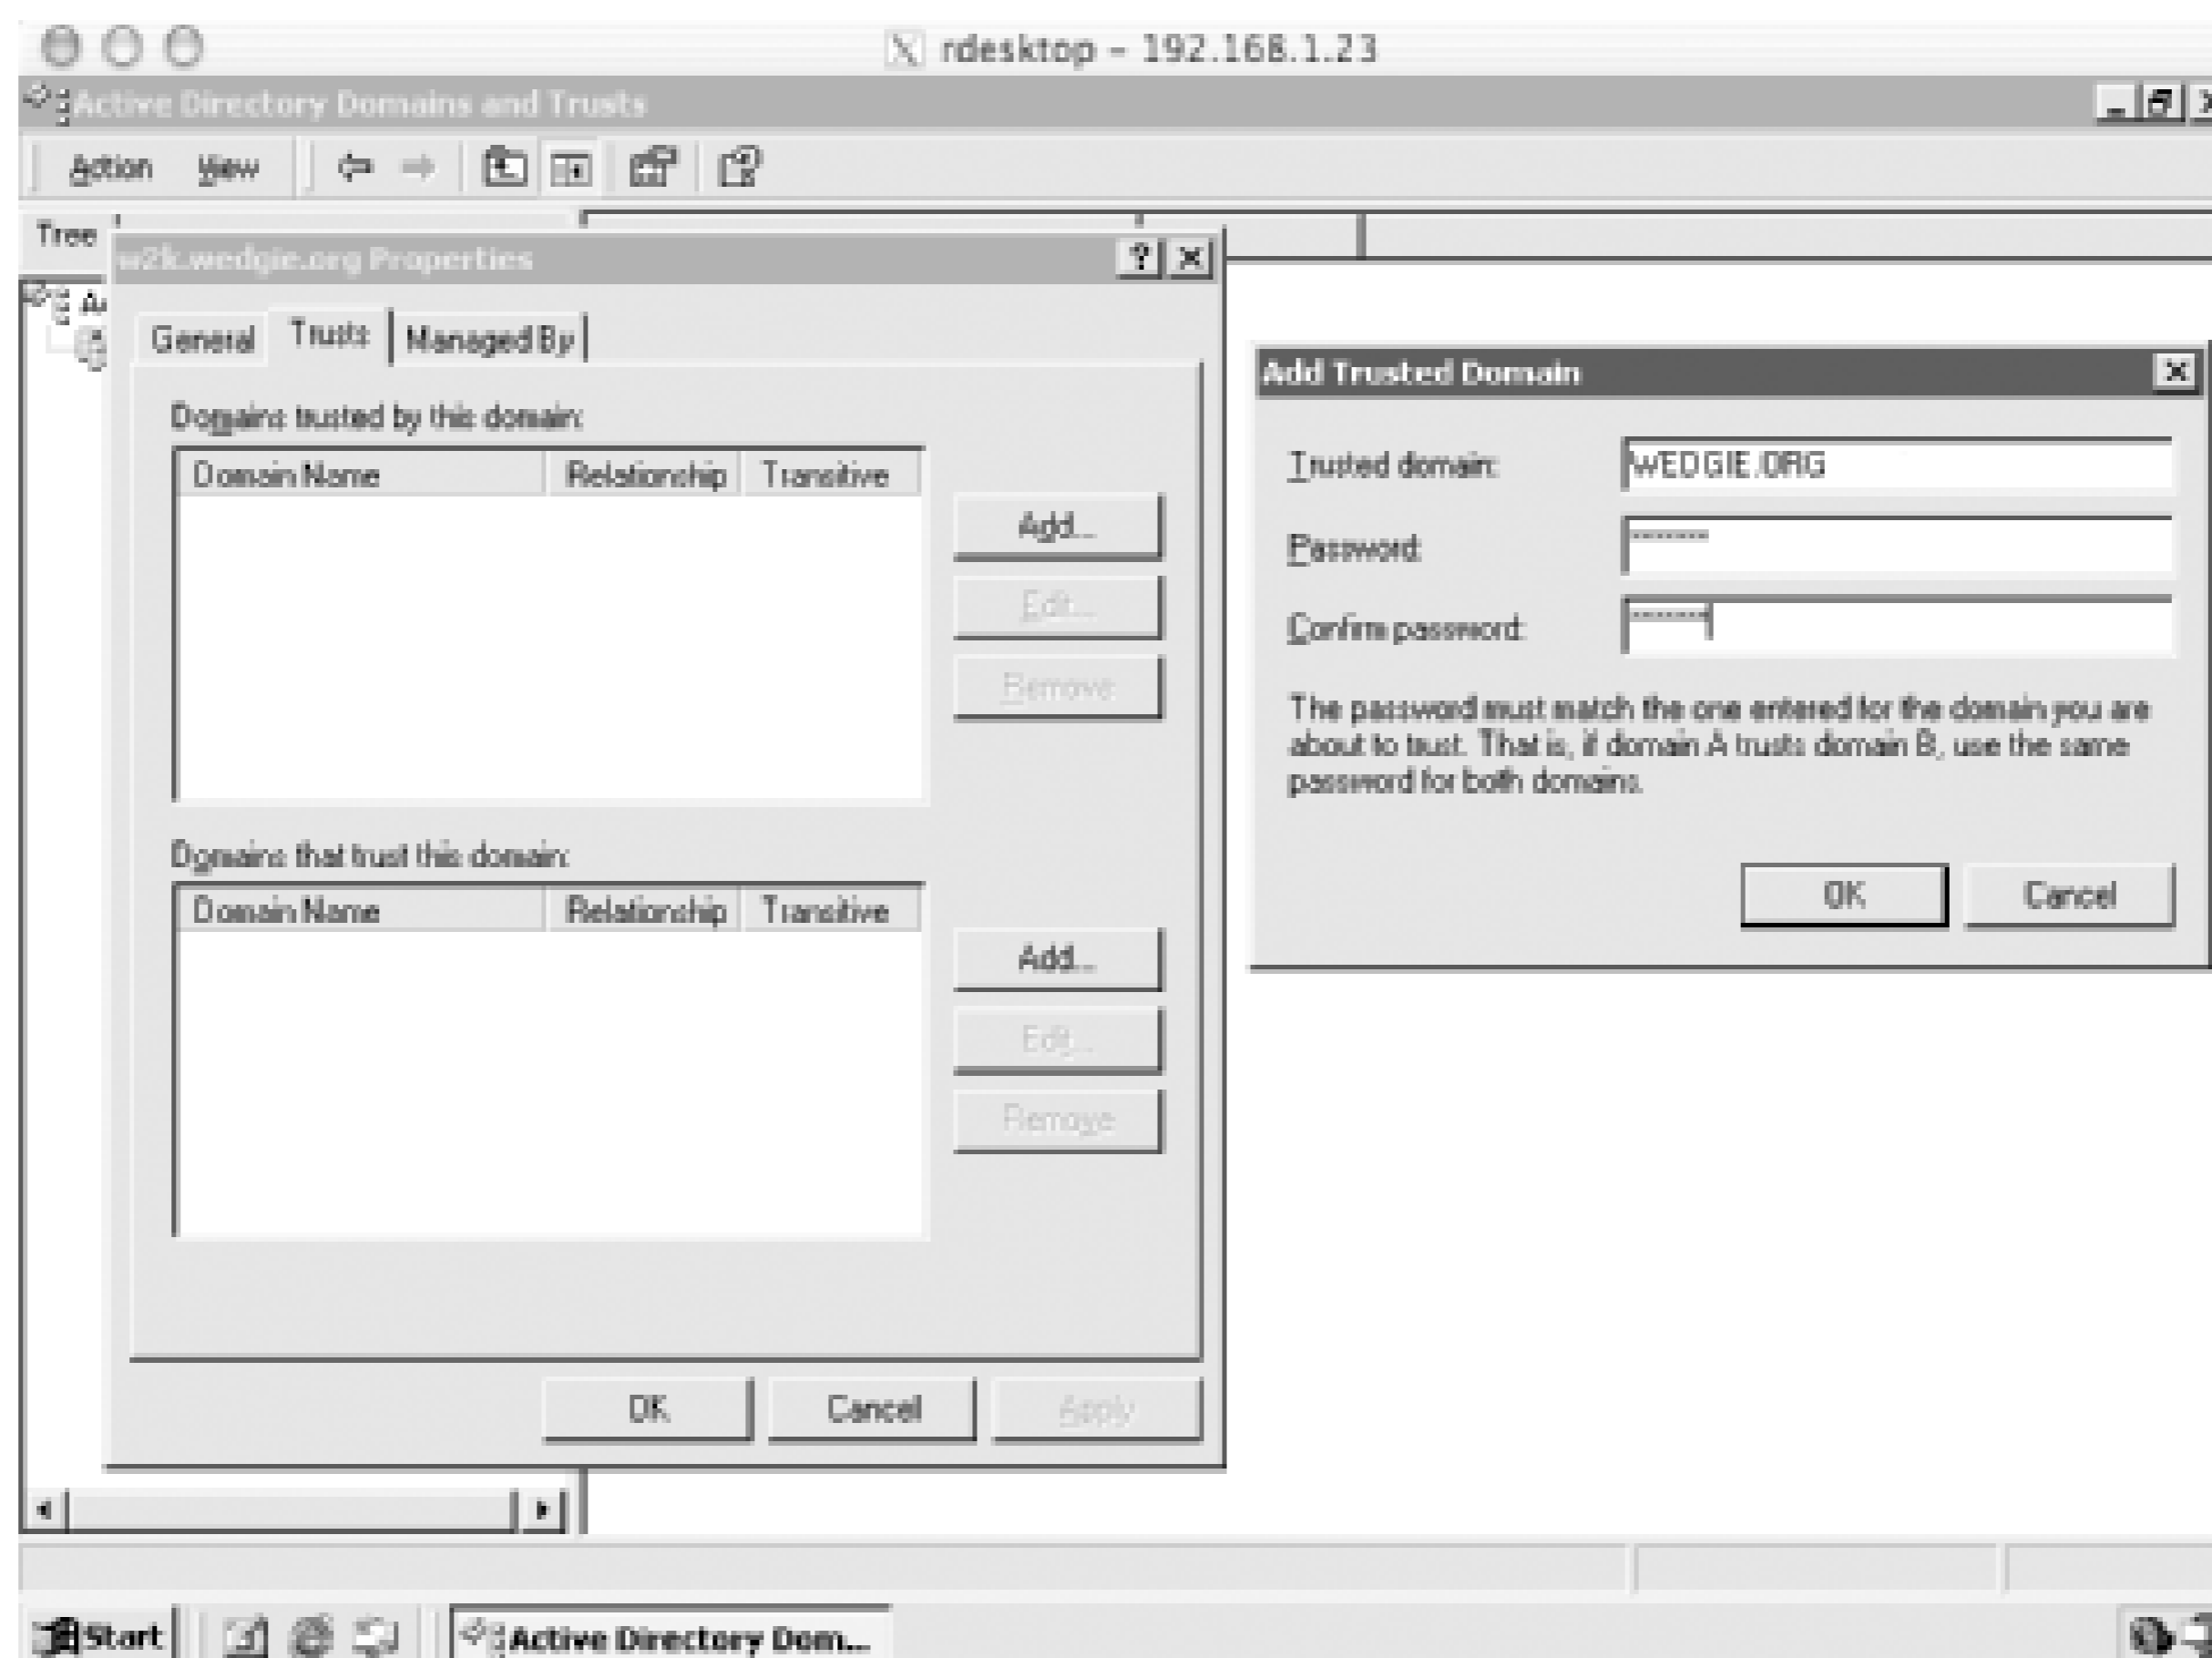 rdesktop – 192.168.1.23
Active Directory Domains and Trusts
Action View
Tree
w2k.wedgie.org Properties
General Trusts Managed By
Domains trusted by this domain:
Domain Name Relationship Transitive
Add...
Edit...
Remove
Domains that trust this domain:
Domain Name Relationship Transitive
Add...
Edit...
Remove
OK Cancel Apply
Add Trusted Domain
Trusted domain: WEDGIE.ORG
Password:
Confirm password:
The password must match the one entered for the domain you are
about to trust. That is, if domain A trusts domain B, use the same
password for both domains.
OK Cancel
Start Active Directory Dom...